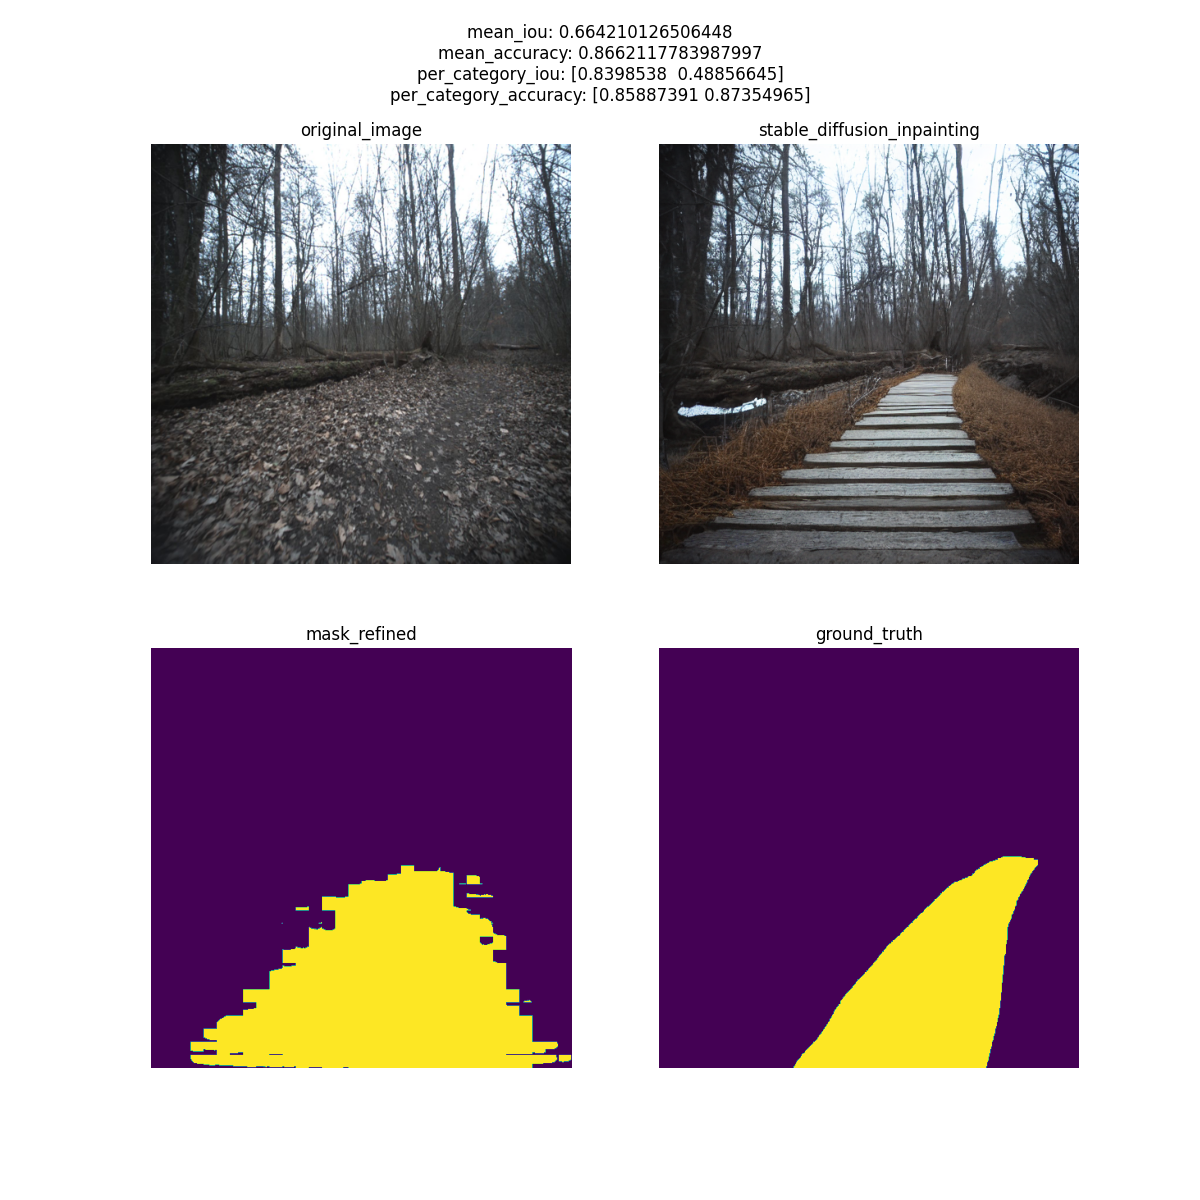 mean_iou: 0.664210126506448
mean_accuracy: 0.8662117783987997
per_category_iou: [0.8398538  0.48856645]
per_category_accuracy: [0.85887391 0.87354965]
original_image
stable_diffusion_inpainting
mask_refined
ground_truth